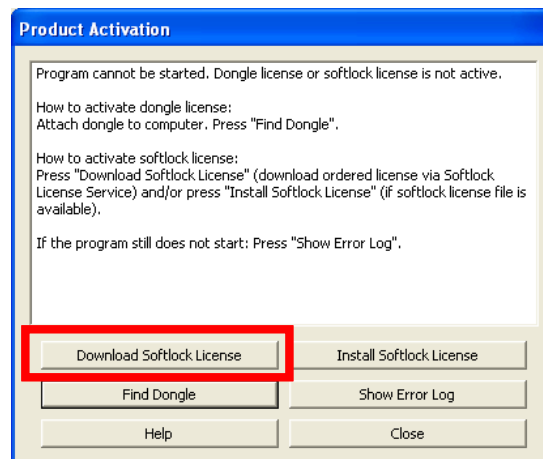 Product Activation
Program cannot be started. Dongle license or softlock license is not active.
How to activate dongle license:
Attach dongle to computer. Press "Find Dongle".
How to activate softlock license:
Press "Download Softlock License" (download ordered license via Softlock
License Service) and/or press "Install Softlock License" (if softlock license file is
available).
If the program still does not start: Press "Show Error Log".
Download Softlock License
Install Softlock License
Find Dongle
Show Error Log
Help
Close